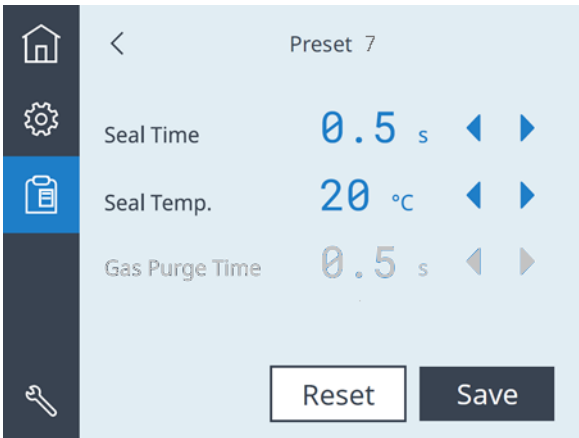 Preset 7
Seal Time 0.5 s
Seal Temp. 20 °C
Gas Purge Time 0.5 s
Reset Save